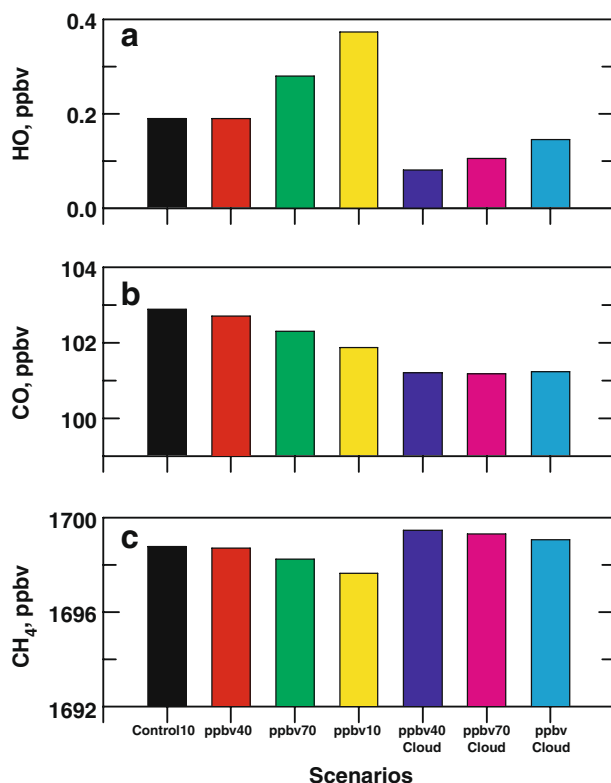 a
0.4
0.2
0.0
HO, ppbv
b
104
102
100
CO, ppbv
c
1700
1696
1692
CH4, ppbv
Control10 ppbv40 ppbv70 ppbv10 ppbv40 ppbv70 ppbv
Cloud Cloud Cloud
Scenarios